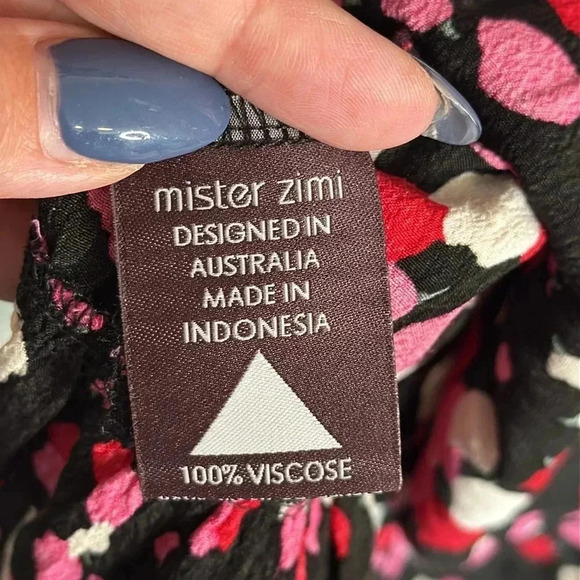 mister zimi
DESIGNED IN
AUSTRALIA
MADE IN
INDONESIA
100% VISCOSE